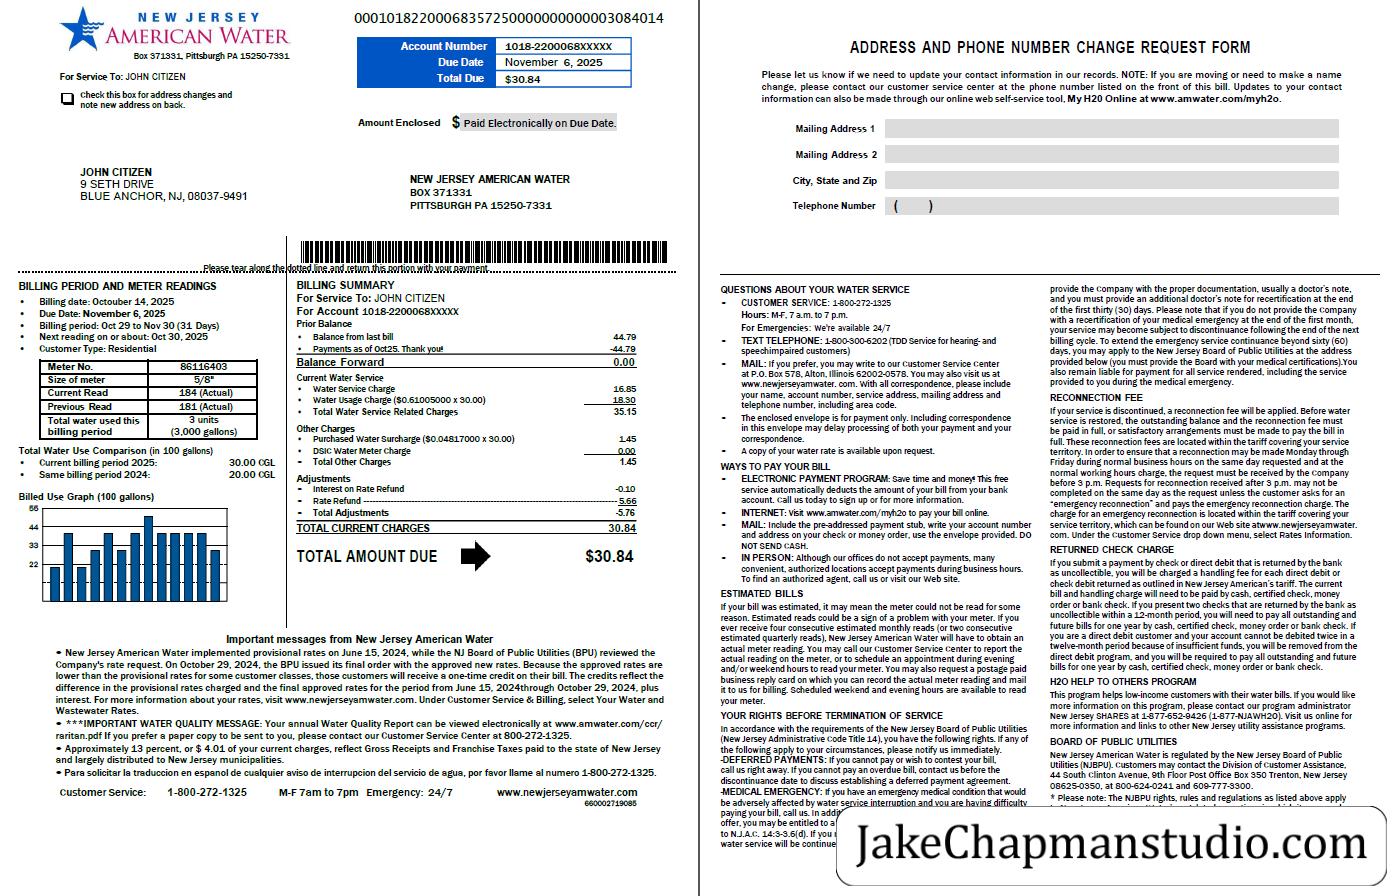 NEW JERSEY
AMERICAN WATER
Box 371331, Pittsburgh PA 15250-7331
For Service To: JOHN CITIZEN
Check this box for address changes and
note new address on back.
00010182200068357250000000000003084014
Account Number 1018-2200068XXXXX
Due Date November 6, 2025
Total Due $30.84
Amount Enclosed $ Paid Electronically on Due Date.
JOHN CITIZEN
9 SETH DRIVE
BLUE ANCHOR, NJ, 08037-9491
NEW JERSEY AMERICAN WATER
BOX 371331
PITTSBURGH PA 15250-7331
Please tear along the dotted line and return this portion with your payment.
BILLING PERIOD AND METER READINGS
• Billing date: Octouber 14, 2025
• Due Date: November 6, 2025
• Billing period: Oct 29 to Nov 30 (31 Days)
• Next reading on or about: Oct 30, 2025
• Customer Type: Residential
Meter No. 86116403
Size of meter 5/8"
Current Read 184 (Actual)
Previous Read 181 (Actual)
Total water used this 3 units
billing period (3,000 gallons)
Total Water Use Comparison (in 100 gallons)
• Current billing period 2025: 30.00 CGL
• Same billing period 2024: 20.00 CGL
Billed Use Graph (100 gallons)
55
44
33
22
BILLING SUMMARY
For Service To: JOHN CITIZEN
For Account 1018-2200068XXXXX
Prior Balance
• Balance from last bill 44.79
• Payments as of Oct25. Thank you! -44.79
Balance Forward 0.00
Current Water Service
• Water Service Charge 16.85
• Water Usage Charge ($0.61005000 x 30.00) 18.30
• Total Water Service Related Charges 35.15
Other Charges
• Purchased Water Surcharge ($0.04817000 x 30.00) 1.45
- DSIC Water Meter Charge 0.00
- Total Other Charges 1.45
Adjustments
- Interest on Rate Refund -0.10
- Rate Refund - 5.66
- Total Adjustments -5.76
TOTAL CURRENT CHARGES 30.84
TOTAL AMOUNT DUE $30.84
Important messages from New Jersey American Water
• New Jersey American Water implemented provisional rates on June 15, 2024, while the NJ Board of Public Utilities (BPU) reviewed the
Company's rate request. On October 29, 2024, the BPU issued its final order with the approved new rates. Because the approved rates are
lower than the provisional rates for some customer classes, those customers will receive a one-time credit on their bill. The credits reflect the
difference in the provisional rates charged and the final approved rates for the period from June 15, 2024through October 29, 2024, plus
interest. For more information about your rates, visit www.newjerseyamwater.com. Under Customer Service & Billing, select Your Water and
Wastewater Rates.
• ***IMPORTANT WATER QUALITY MESSAGE: Your annual Water Quality Report can be viewed electronically at www.amwater.com/ccr/
raritan.pdf If you prefer a paper copy to be sent to you, please contact our Customer Service Center at 800-272-1325.
• Approximately 13 percent, or $ 4.01 of your current charges, reflect Gross Receipts and Franchise Taxes paid to the state of New Jersey
and largely distributed to New Jersey municipalities.
• Para solicitar la traduccion en espanol de cualquier aviso de interrupcion del servicio de agua, por favor llame al numero 1-800-272-1325.
Customer Service: 1-800-272-1325 M-F 7am to 7pm Emergency: 24/7 www.newjerseyamwater.com
660002719085
ADDRESS AND PHONE NUMBER CHANGE REQUEST FORM
Please let us know if we need to update your contact information in our records. NOTE: If you are moving or need to make a name
change, please contact our customer service center at the phone number listed on the front of this bill. Updates to your contact
information can also be made through our online web self-service tool, My H20 Online at www.amwater.com/myh2o.
Mailing Address 1
Mailing Address 2
City, State and Zip
Telephone Number ( )
QUESTIONS ABOUT YOUR WATER SERVICE
- CUSTOMER SERVICE: 1-800-272-1325
Hours: M-F, 7 a.m. to 7 p.m.
For Emergencies: We're available 24/7
- TEXT TELEPHONE: 1-800-300-6202 (TDD Service for hearing- and
speechimpaired customers)
- MAIL: If you prefer, you may write to our Customer Service Center
at P.O. Box 578, Alton, Illinois 62002-0578. You may also visit us at
www.newjerseyamwater. com. With all correspondence, please include
your name, account number, service address, mailing address and
telephone number, including area code.
- The enclosed envelope is for payment only. Including correspondence
in this envelope may delay processing of both your payment and your
correspondence.
- A copy of your water rate is available upon request.
WAYS TO PAY YOUR BILL
- ELECTRONIC PAYMENT PROGRAM: Save time and money! This free
service automatically deducts the amount of your bill from your bank
account. Call us today to sign up or for more information.
- INTERNET: Visit www.amwater.com/myh2o to pay your bill online.
- MAIL: Include the pre-addressed payment stub, write your account number
and address on your check or money order, use the envelope provided. DO
NOT SEND CASH.
- IN PERSON: Although our offices do not accept payments, many
convenient, authorized locations accept payments during business hours.
To find an authorized agent, call us or visit our Web site.
ESTIMATED BILLS
If your bill was estimated, it may mean the meter could not be read for some
reason. Estimated reads could be a sign of a problem with your meter. If you
ever receive four consecutive estimated monthly reads (or two consecutive
estimated quarterly reads), New Jersey American Water will have to obtain an
actual meter reading. You may call our Customer Service Center to report the
actual reading on the meter, or to schedule an appointment during evening
and/or weekend hours to read your meter. You may also request a postage paid
business reply card on which you can record the actual meter reading and mail
it to us for billing. Scheduled weekend and evening hours are available to read
your meter.
YOUR RIGHTS BEFORE TERMINATION OF SERVICE
In accordance with the requirements of the New Jersey Board of Public Utilities
(New Jersey Administrative Code Title 14), you have the following rights. If any of
the following apply to your circumstances, please notify us immediately.
-DEFERRED PAYMENTS: If you cannot pay or wish to contest your bill,
call us right away. If you cannot pay an overdue bill, contact us before the
discontinuance date to discuss establishing a deferred payment agreement.
-MEDICAL EMERGENCY: If you have an emergency medical condition that would
be adversely affected by water service interruption and you are having difficulty
paying your bill, call us. In addit
offer, you may be entitled to a
to N.J.A.C. 14:3-3.6(d). If you
water service will be continue
provide the Company with the proper documentation, usually a doctor's note,
and you must provide an additional doctor's note for recertification at the end
of the first thirty (30) days. Please note that if you do not provide the Company
with a recertification of your medical emergency at the end of the first month,
your service may become subject to discontinuance following the end of the next
billing cycle. To extend the emergency service continuance beyond sixty (60)
days, you may apply to the New Jersey Board of Public Utilities at the address
provided below (you must provide the Board with your medical certificates).You
also remain liable for payment for all service rendered, including the service
provided to you during the medical emergency.
RECONNECTION FEE
If your service is discontinued, a reconnection fee will be applied. Before water
service is restored, the outstanding balance and the reconnection fee must
be paid in full, or satisfactory arrangements must be made to pay the bill in
full. These reconnection fees are located within the tariff covering your service
territory. In order to ensure that a reconnection may be made Monday through
Friday during normal business hours on the same day requested and at the
normal working hours charge, the request must be received by the Company
before 3 p.m. Requests for reconnection received after 3 p.m. may not be
completed on the same day as the request unless the customer asks for an
"emergency reconnection" and pays the emergency reconnection charge. The
charge for an emergency reconnection is located within the tariff covering your
service territory, which can be found on our Web site atwww.newjerseyamwater.
com. Under the Customer Service drop down menu, select Rates Information.
RETURNED CHECK CHARGE
If you submit a payment by check or direct debit that is returned by the bank
as uncollectible, you will be charged a handling fee for each direct debit or
check debit returned as outlined in New Jersey American's tariff. The current
bill and handling charge will need to be paid by cash, certified check, money
order or bank check. If you present two checks that are returned by the bank as
uncollectible within a 12-month period, you will need to pay all outstanding and
future bills for one year by cash, certified check, money order or bank check. If
you are a direct debit customer and your account cannot be debited twice in a
twelve-month period because of insufficient funds, you will be removed from the
direct debit program, and you will be required to pay all outstanding and future
bills for one year by cash, certified check, money order or bank check.
H2O HELP TO OTHERS PROGRAM
This program helps low-income customers with their water bills. If you would like
more information on this program, please contact our program administrator
New Jersey SHARES at 1-877-652-9426 (1-877-NJAWH20). Visit us online for
more information and links to other New Jersey utility assistance programs.
BOARD OF PUBLIC UTILITIES
New Jersey American Water is regulated by the New Jersey Board of Public
Utilities (NJBPU). Customers may contact the Division of Customer Assistance,
44 South Clinton Avenue, 9th Floor Post Office Box 350 Trenton, New Jersey
08625-0350, at 800-624-0241 and 609-777-3300.
* Please note: The NJBPU rights, rules and regulations as listed above apply
JakeChapmanstudio.com